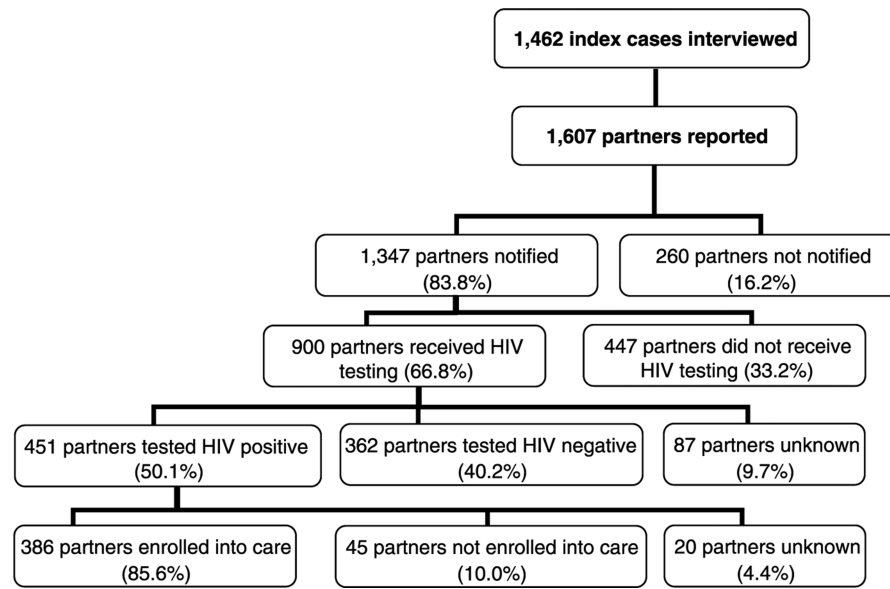 1,462 index cases interviewed
1,607 partners reported
1,347 partners notified
(83.8%)
260 partners not notified
(16.2%)
900 partners received HIV
testing (66.8%)
447 partners did not receive
HIV testing (33.2%)
451 partners tested HIV positive
(50.1%)
362 partners tested HIV negative
(40.2%)
87 partners unknown
(9.7%)
386 partners enrolled into care
(85.6%)
45 partners not enrolled into care
(10.0%)
20 partners unknown
(4.4%)